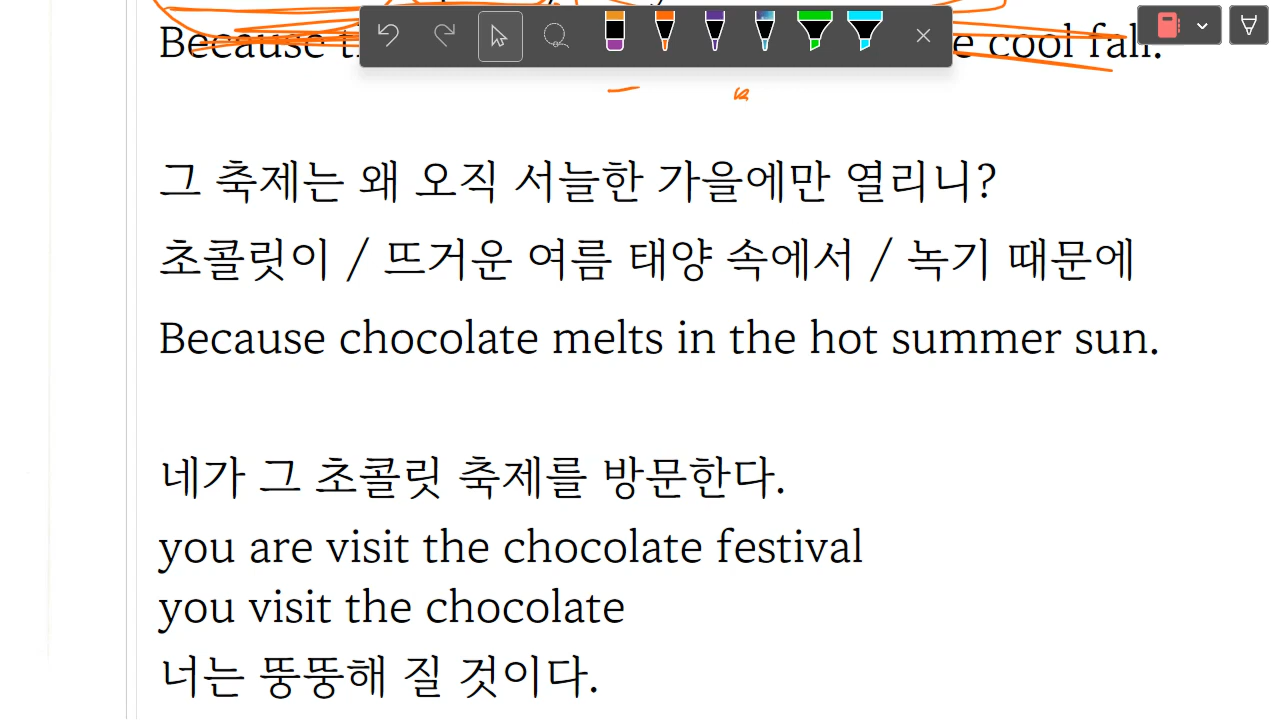 Because cool fall.
그 축제는 왜 오직 서늘한 가을에만 열리니?
초콜릿이 / 뜨거운 여름 태양 속에서 / 녹기 때문에
Because chocolate melts in the hot summer sun.
네가 그 초콜릿 축제를 방문한다.
you are visit the chocolate festival
you visit the chocolate
너는 뚱뚱해 질 것이다.